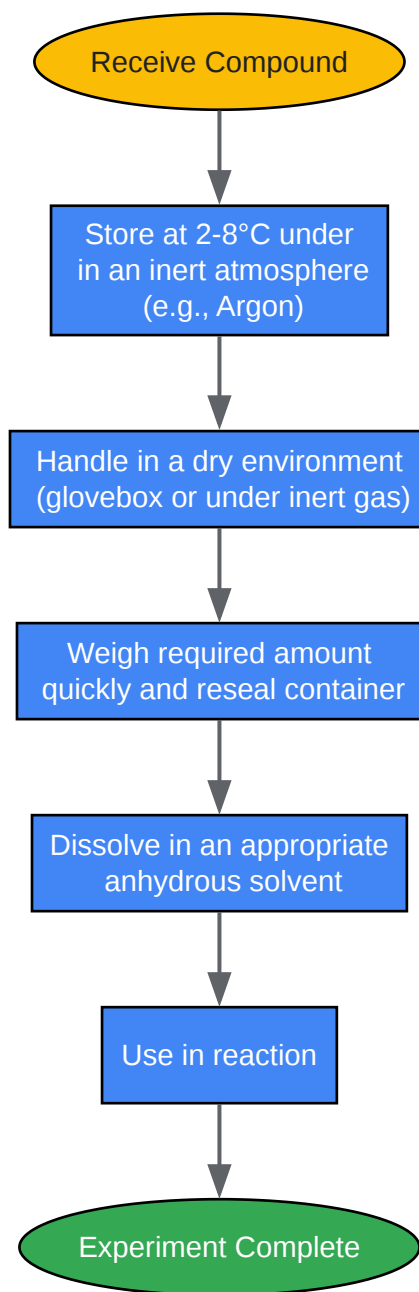 Receive Compound
Store at 2-8°C under
in an inert atmosphere
(e.g., Argon)
Handle in a dry environment
(glovebox or under inert gas)
Weigh required amount
quickly and reseal container
Dissolve in an appropriate
anhydrous solvent
Use in reaction
Experiment Complete